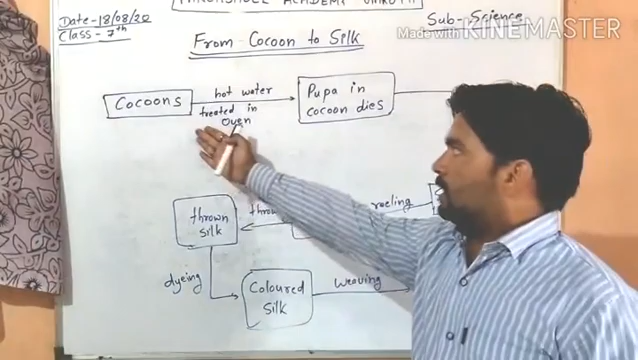 ACADEMY
Date-18/08/20
Class-7th
Sub-Science
Made with KINEMASTER
From Cocoon to Silk
Cocoons
hot water
treated in
oven
Pupa in
cocoon dies
thrown
silk
reeling
dyeing
Coloured
silk
weaving